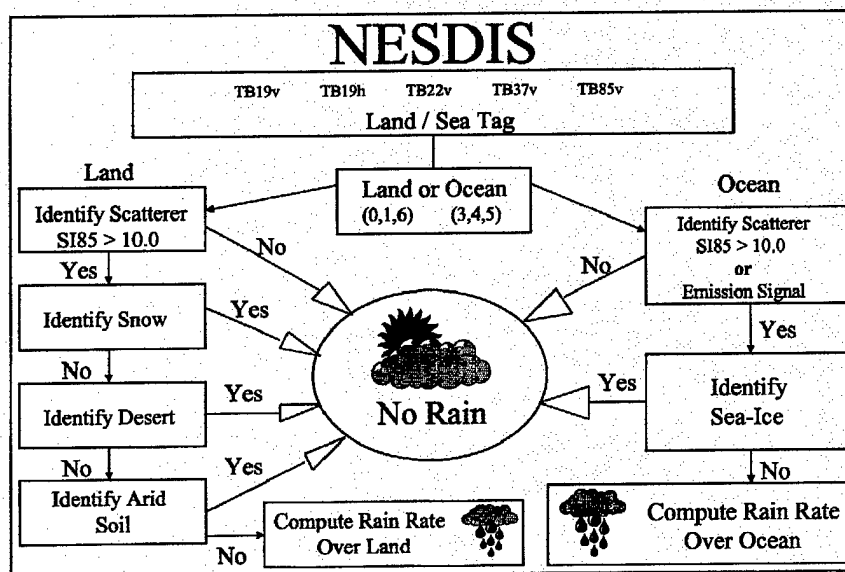 NESDIS
TB19v TB19h TB22v TB37v TB85v
Land / Sea Tag
Land
Identify Scatterer
SI85 > 10.0
Land or Ocean
(0,1,6) (3,4,5)
Ocean
Identify Scatterer
SI85 > 10.0
or
Emission Signal
No
No
Yes
Yes
Yes
Identify Snow
No
Yes
Identify Desert
No Rain
Yes
Identify
Sea-Ice
No
Yes
No
Identify Arid
Soil
No
Compute Rain Rate
Over Land
Compute Rain Rate
Over Ocean